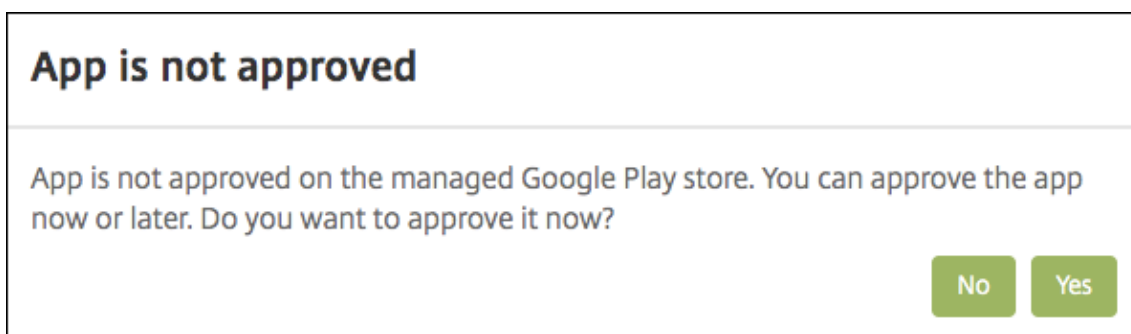 App is not approved
App is not approved on the managed Google Play store. You can approve the app
now or later. Do you want to approve it now?
No Yes